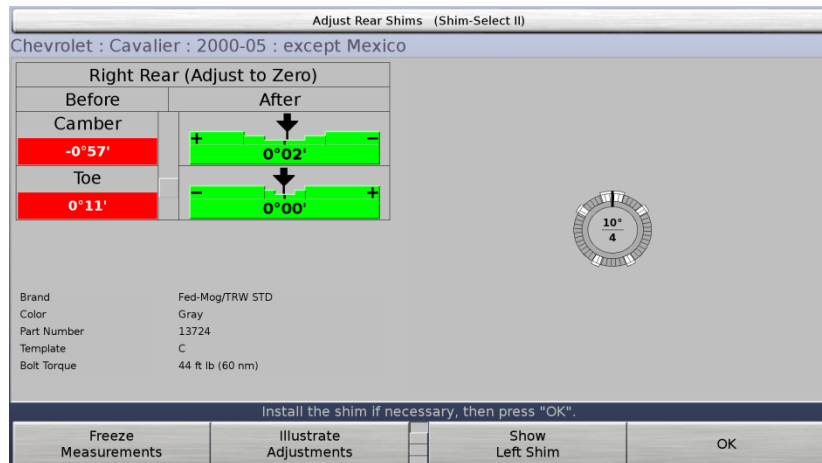 Adjust Rear Shims (Shim-Select II)
Chevrolet : Cavalier : 2000-05 : except Mexico
Right Rear (Adjust to Zero)
Before After
Camber
+ −
-0°57' 0°02'
Toe
− +
0°11' 0°00'
10°
4
Brand Fed-Mog/TRW STD
Color Gray
Part Number 13724
Template C
Bolt Torque 44 ft lb (60 nm)
Install the shim if necessary, then press "OK".
Freeze Measurements
Illustrate Adjustments
Show Left Shim
OK